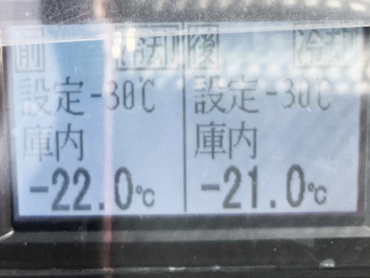 前 冷却 後 冷却
設定-30℃ 設定-30℃
庫内 庫内
-22.0℃ -21.0℃